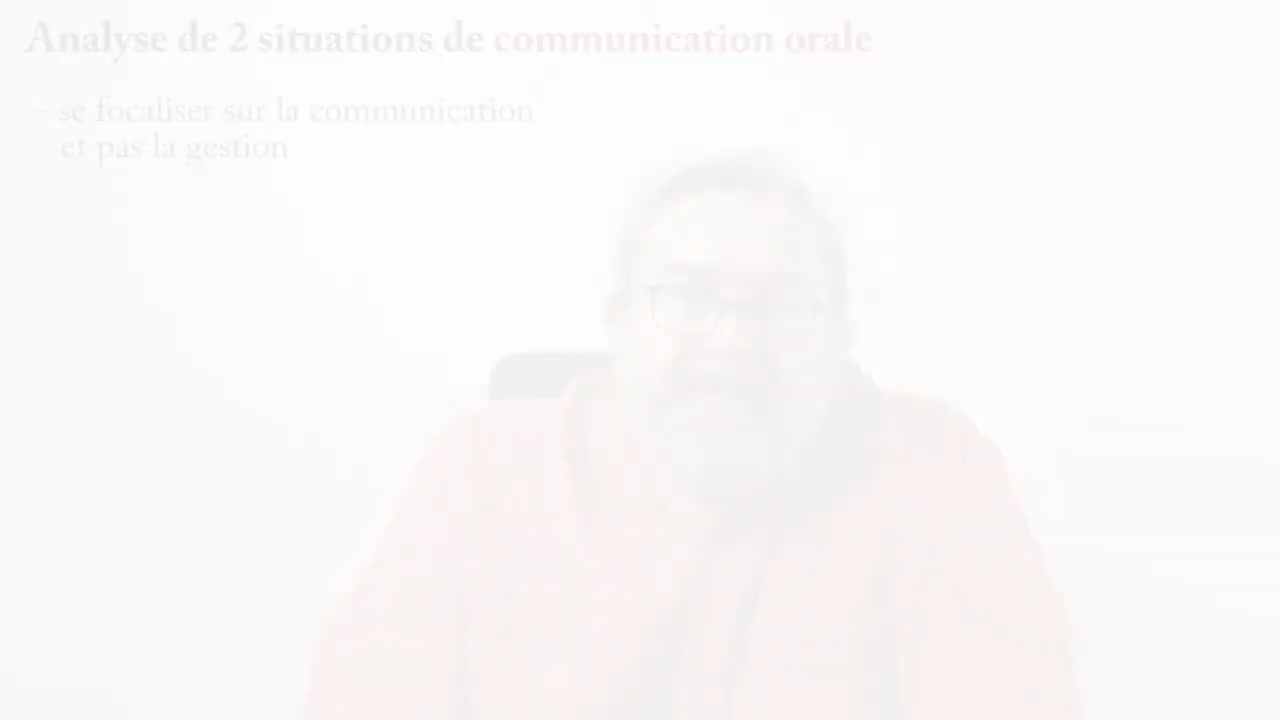 Analyse de 2 situations de communication orale
- se focaliser sur la communication
et pas la gestion